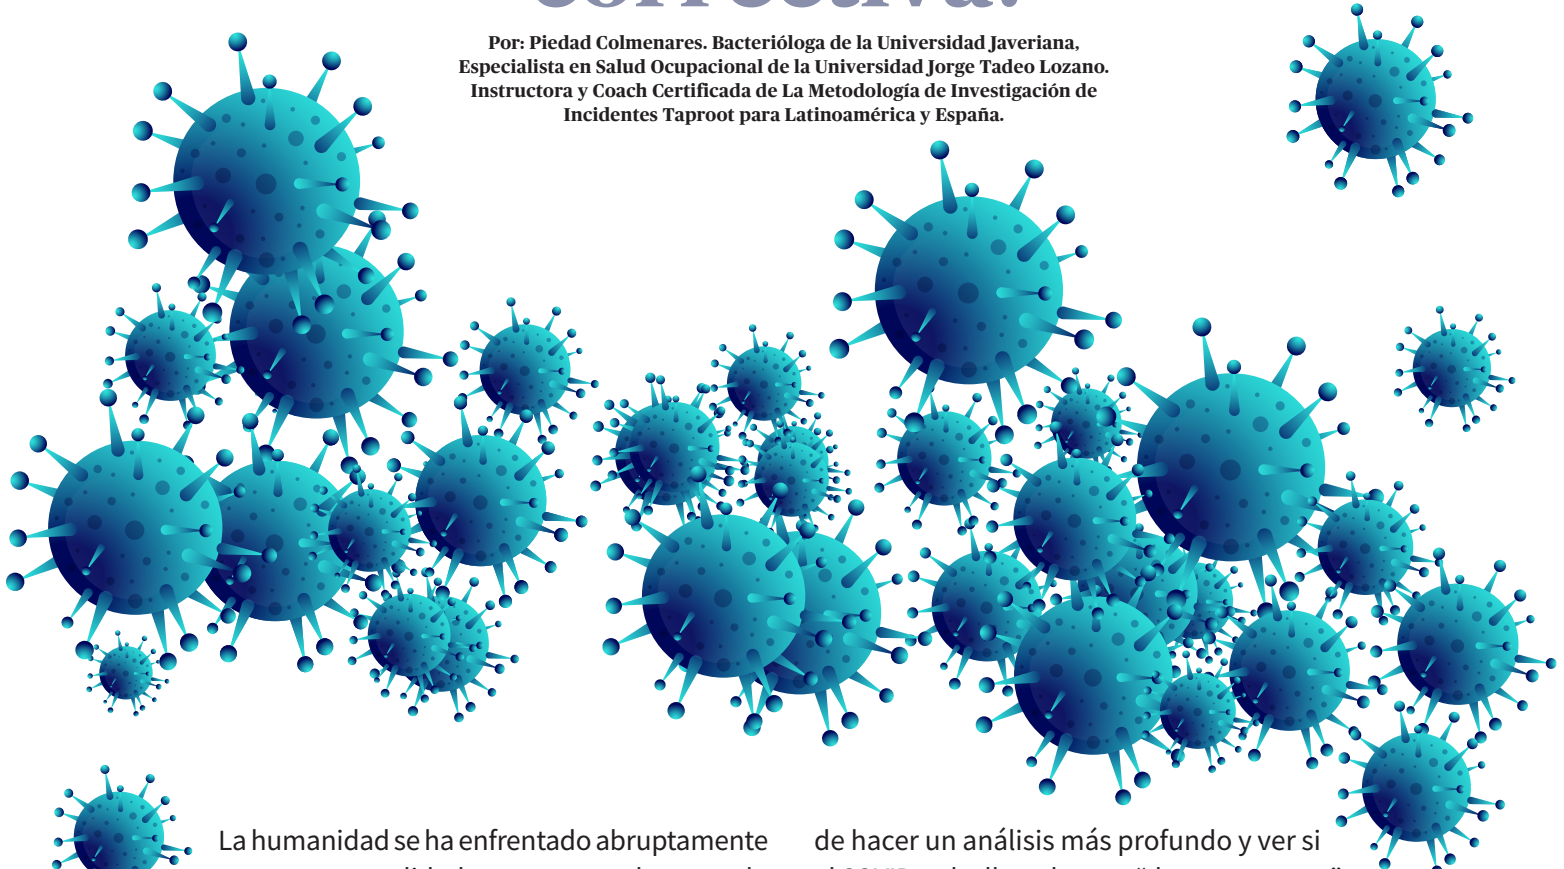 correctiva?
Por: Piedad Colmenares. Bacterióloga de la Universidad Javeriana,
Especialista en Salud Ocupacional de la Universidad Jorge Tadeo Lozano.
Instructora y Coach Certificada de La Metodología de Investigación de
Incidentes Taproot para Latinoamérica y España.
La humanidad se ha enfrentado abruptamente
de hacer un análisis más profundo y ver si